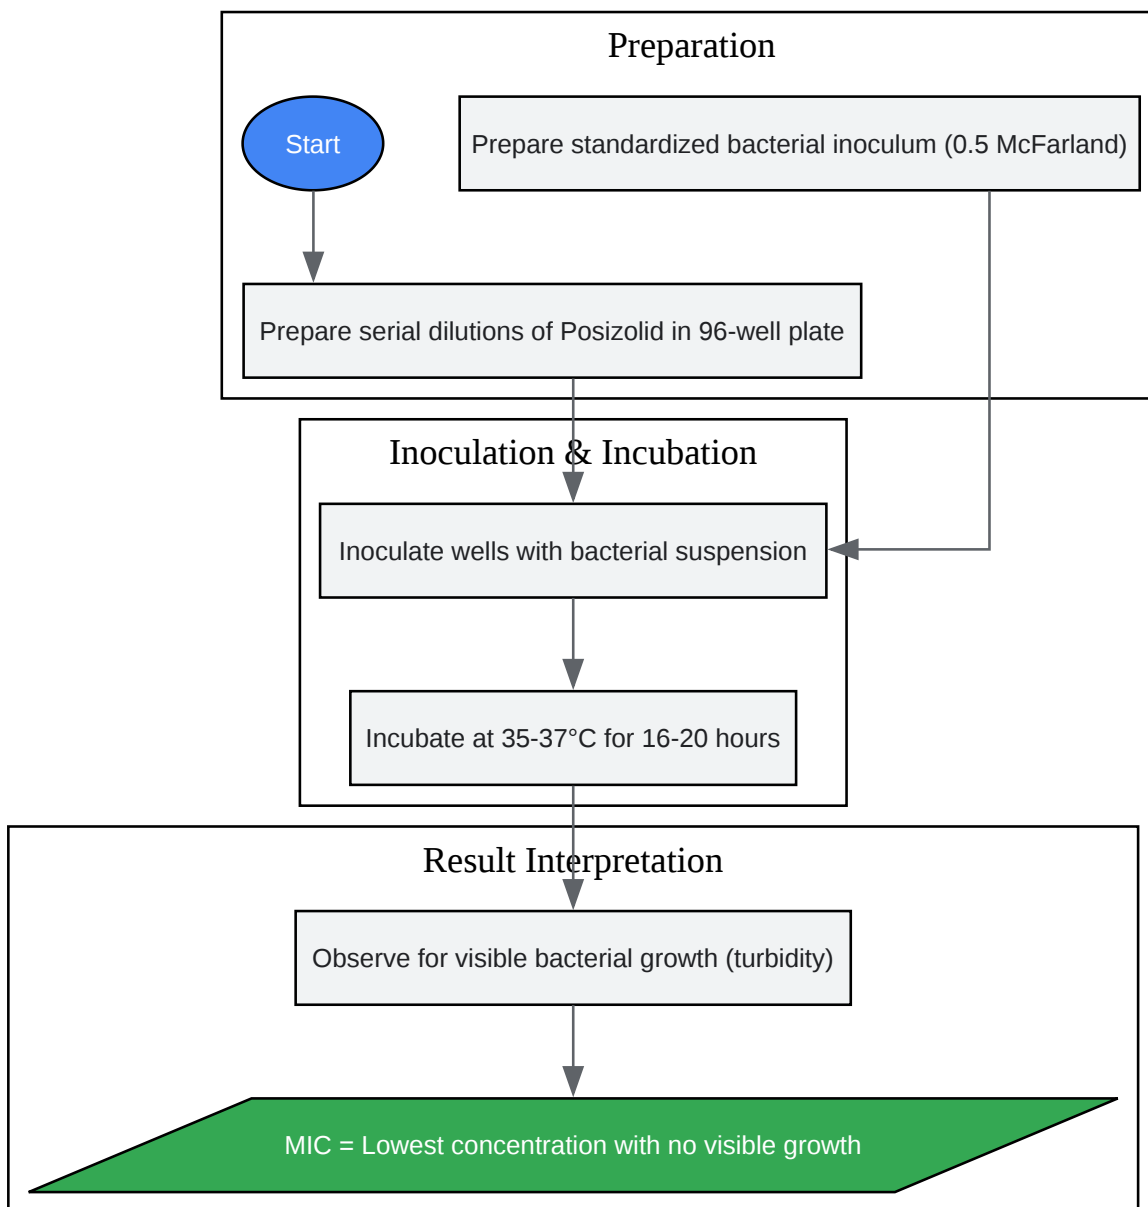 Preparation
Start
Prepare standardized bacterial inoculum (0.5 McFarland)
Prepare serial dilutions of Posizolid in 96-well plate
Inoculation & Incubation
Inoculate wells with bacterial suspension
Incubate at 35-37°C for 16-20 hours
Result Interpretation
Observe for visible bacterial growth (turbidity)
MIC = Lowest concentration with no visible growth